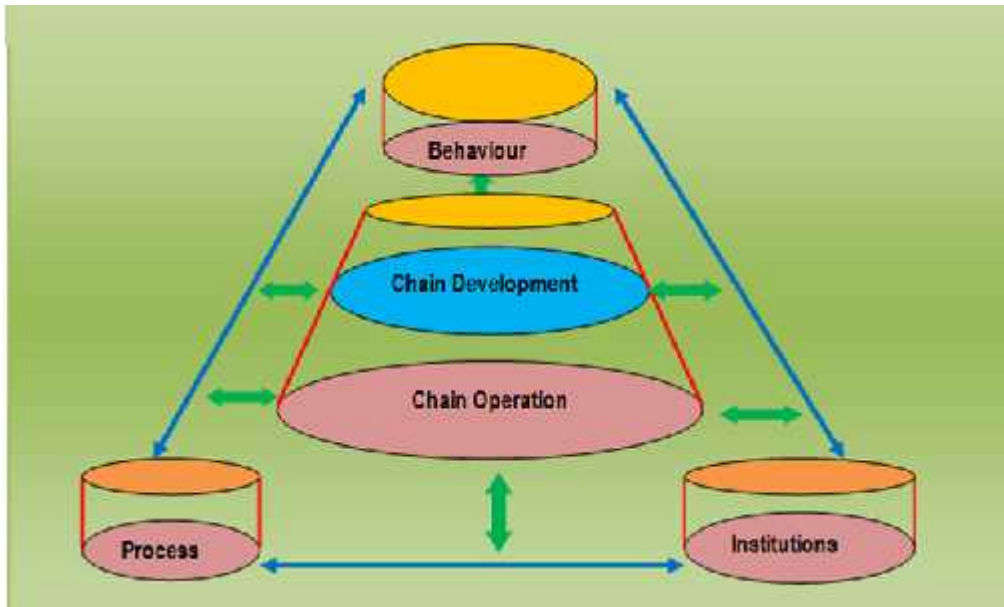 Behaviour
Chain Development
Chain Operation
Process
Institutions